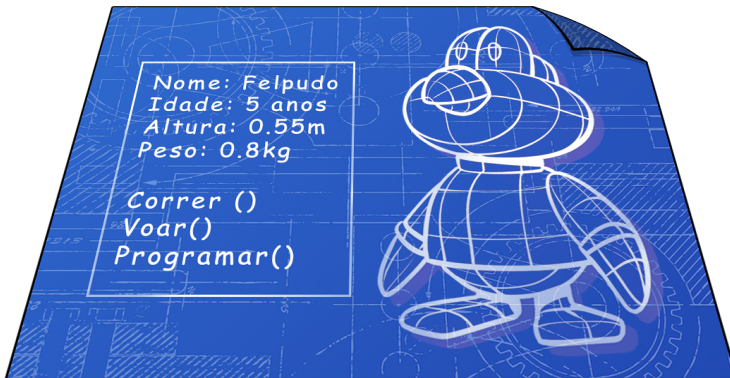 Nome: Felpudo
Idade: 5 anos
Altura: 0.55m
Peso: 0.8kg
Correr ()
Voar()
Programar()